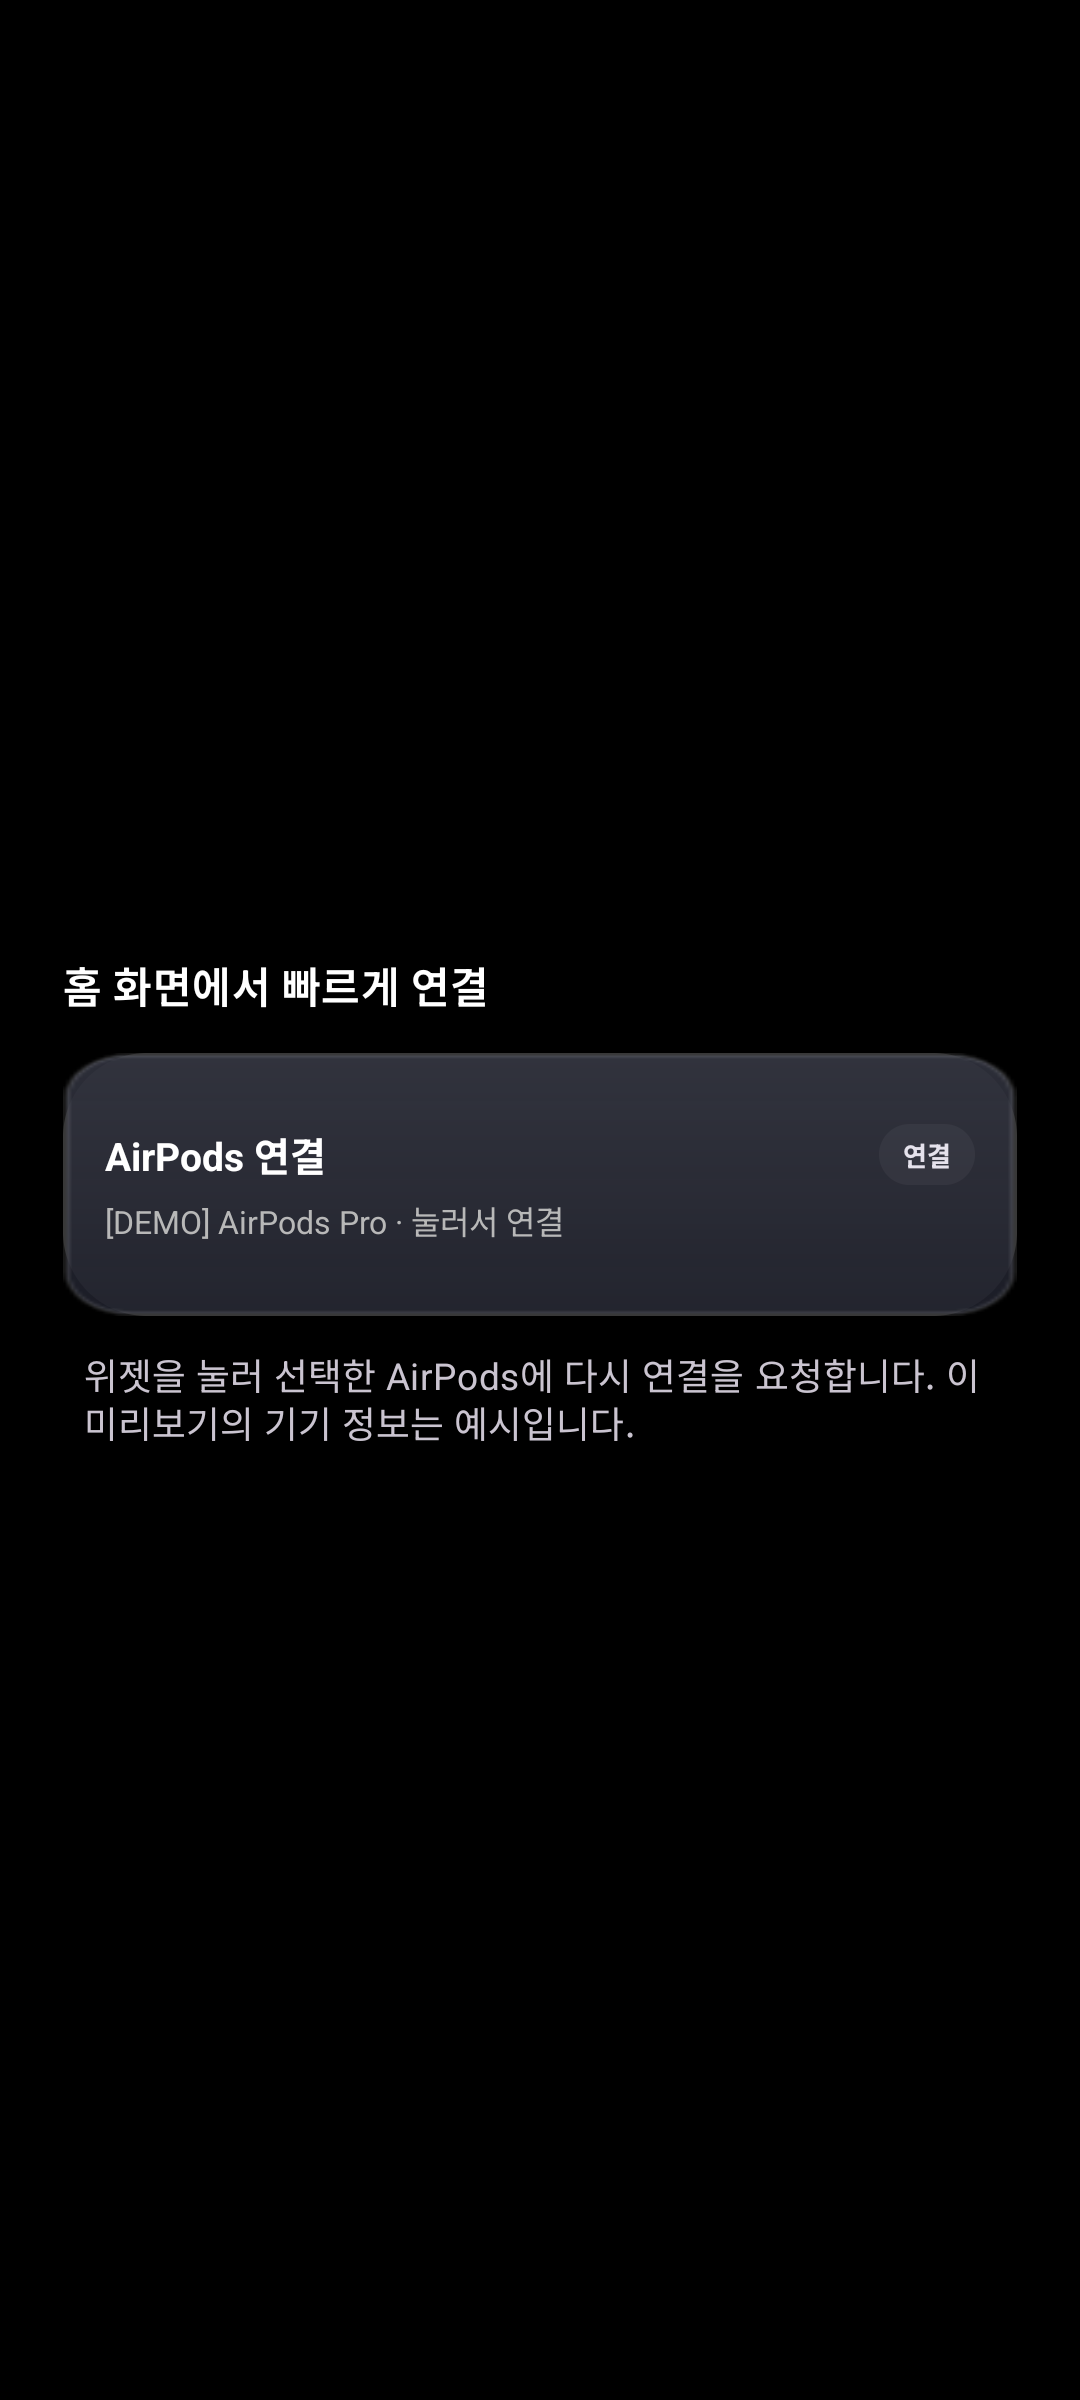 홈 화면에서 빠르게 연결
AirPods 연결
연결
[DEMO] AirPods Pro · 눌러서 연결
위젯을 눌러 선택한 AirPods에 다시 연결을 요청합니다. 이
미리보기의 기기 정보는 예시입니다.